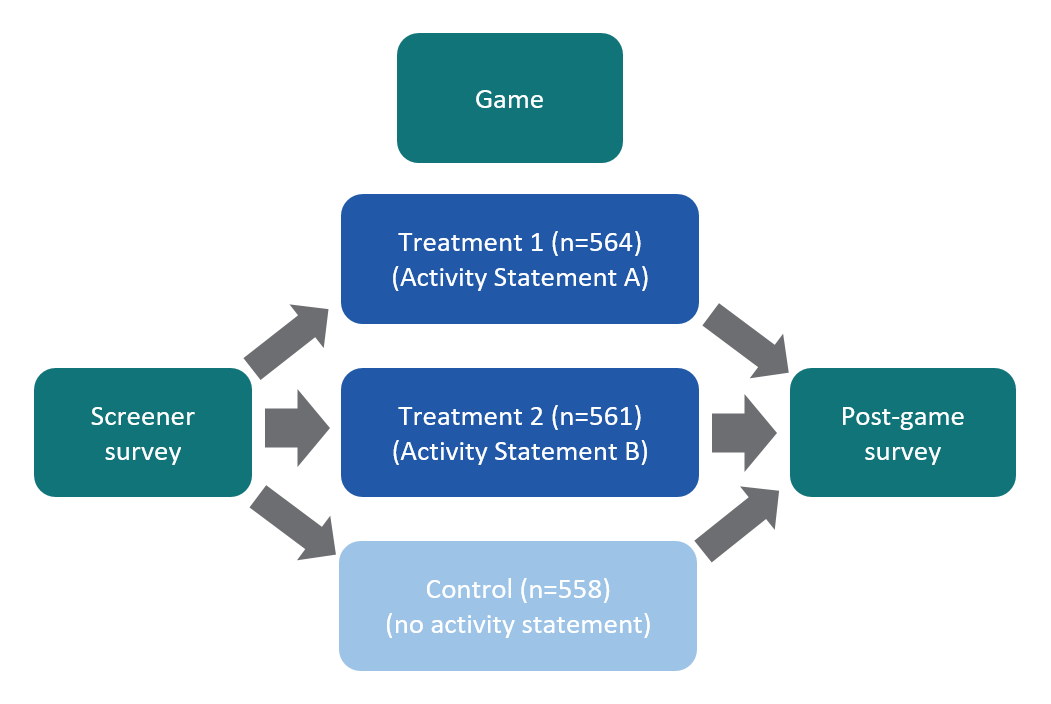 Game
Treatment 1 (n=564)
(Activity Statement A)
Screener
survey
Treatment 2 (n=561)
(Activity Statement B)
Post-game
survey
Control (n=558)
(no activity statement)